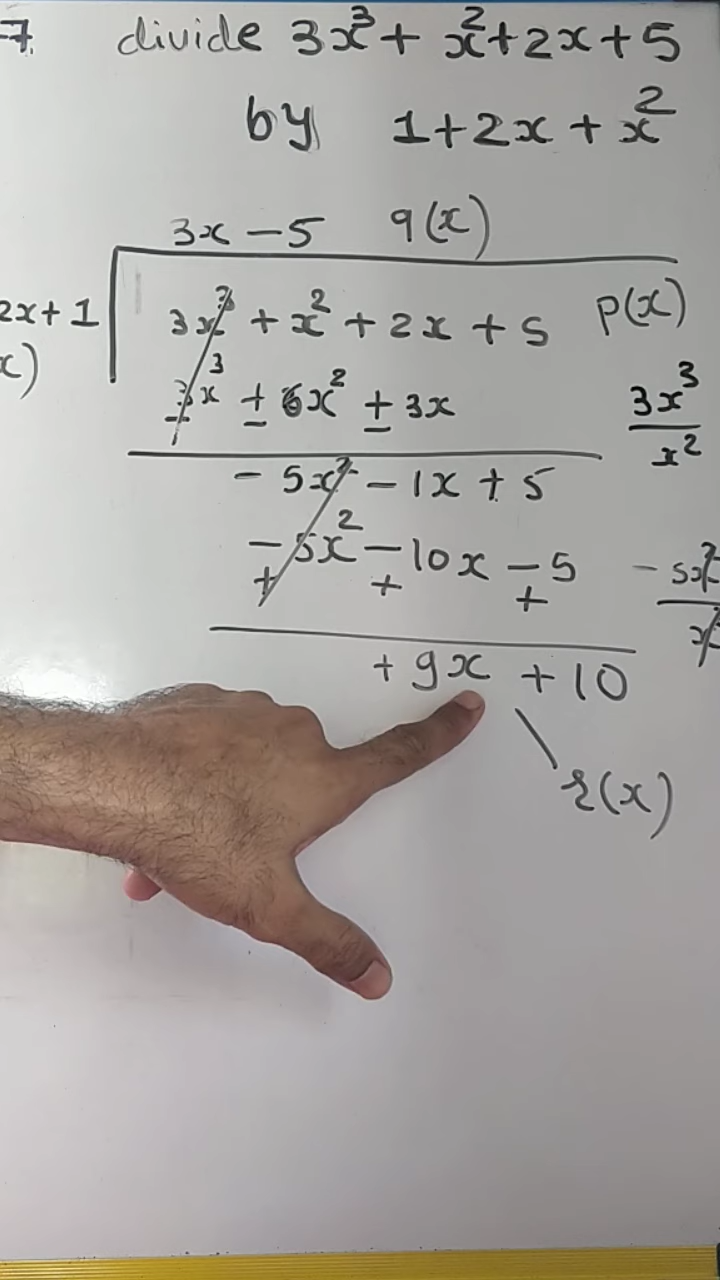 7. divide 3x³ + x² + 2x + 5
by 1 + 2x + x²
3x - 5 q(x)
2x + 1 3x³ + x² + 2x + 5 p(x)
x) 3x³ ± 6x² ± 3x 3x³/x²
- 5x² - 1x + 5
- 5x² - 10x - 5 - 5x²/x²
+ + +
+ 9x + 10
r(x)